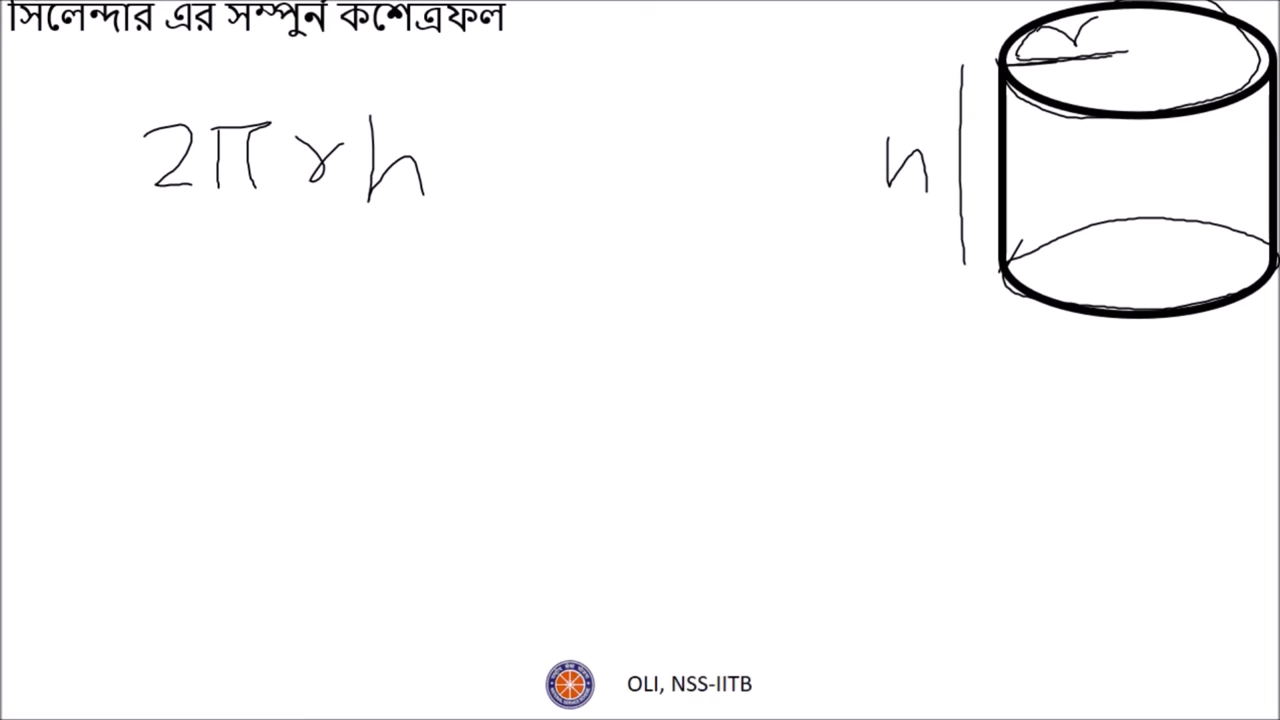 সিলেন্দার এর সম্পুর্ন কশেত্রফল
r
2πrh
h
OLI, NSS-IITB